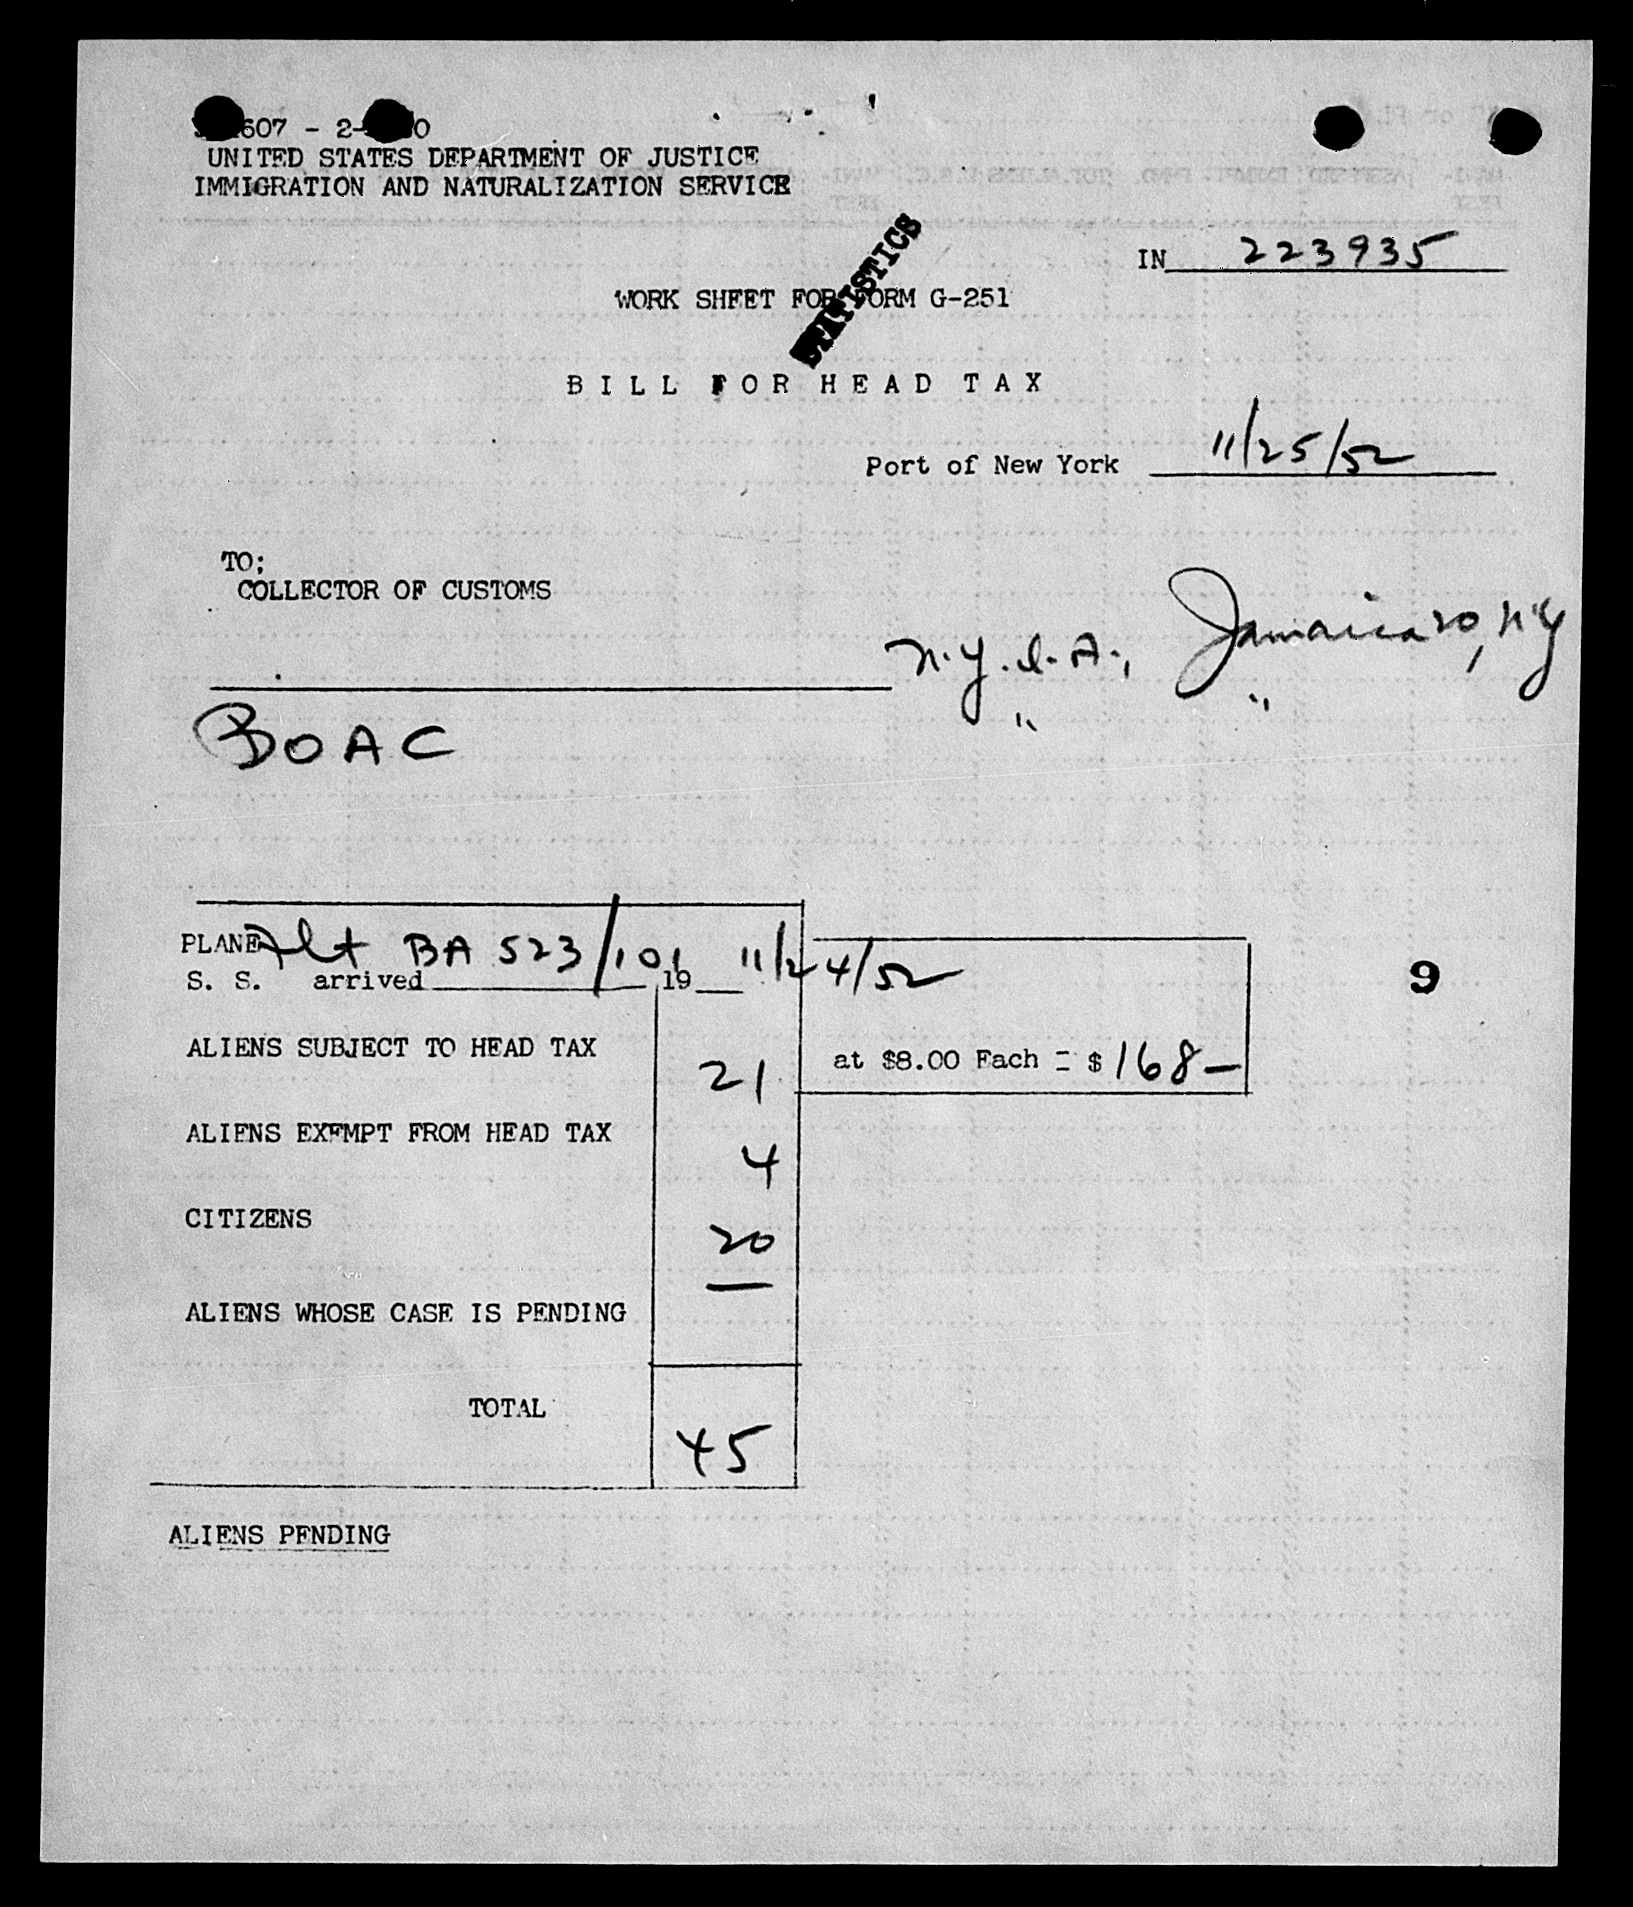 607 - 2-
UNITED STATES DEPARTMENT OF JUSTICE
IMMIGRATION AND NATURALIZATION SERVICE
STATISTICS
IN 223935
WORK SHEET FOR FORM G-251
BILL FOR HEAD TAX
Port of New York 11/25/52
TO:
COLLECTOR OF CUSTOMS
N.Y.I.A., Jamaica 20, NY
" "
BOAC
PLANE Flt BA 523/101 11/24/52
S. S. arrived 19
9
ALIENS SUBJECT TO HEAD TAX 21 at $8.00 Each = $ 168—
ALIENS EXEMPT FROM HEAD TAX 4
CITIZENS 20
ALIENS WHOSE CASE IS PENDING —
TOTAL 45
ALIENS PENDING